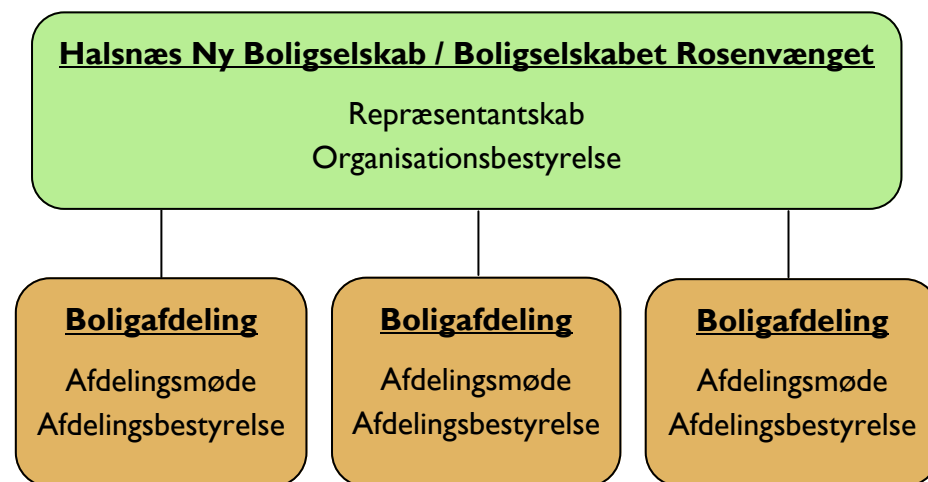 Halsnæs Ny Boligselskab / Boligselskabet Rosenvænget
Repræsentantskab
Organisationsbestyrelse
Boligafdeling
Afdelingsmøde
Afdelingsbestyrelse
Boligafdeling
Afdelingsmøde
Afdelingsbestyrelse
Boligafdeling
Afdelingsmøde
Afdelingsbestyrelse